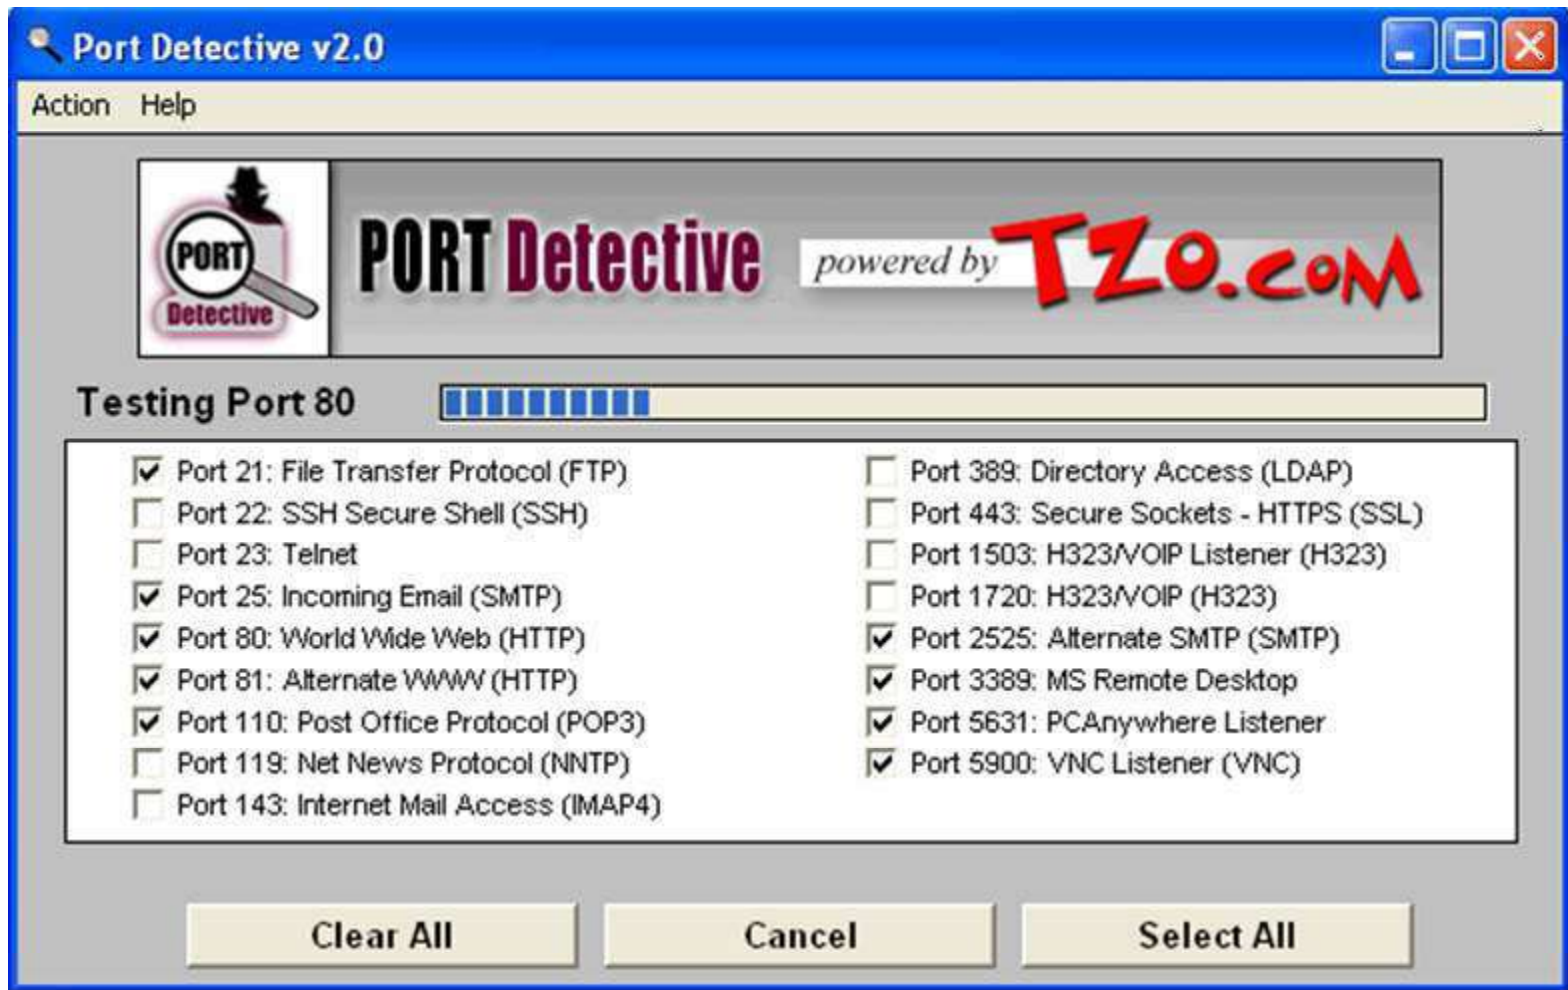 Port Detective v2.0
Action Help
PORT
Detective
PORT Detective
powered by TZO.COM
Testing Port 80
Port 21: File Transfer Protocol (FTP)
Port 22: SSH Secure Shell (SSH)
Port 23: Telnet
Port 25: Incoming Email (SMTP)
Port 80: World Wide Web (HTTP)
Port 81: Alternate WWW (HTTP)
Port 110: Post Office Protocol (POP3)
Port 119: Net News Protocol (NNTP)
Port 143: Internet Mail Access (IMAP4)
Port 389: Directory Access (LDAP)
Port 443: Secure Sockets - HTTPS (SSL)
Port 1503: H323/VOIP Listener (H323)
Port 1720: H323/VOIP (H323)
Port 2525: Alternate SMTP (SMTP)
Port 3389: MS Remote Desktop
Port 5631: PCAnywhere Listener
Port 5900: VNC Listener (VNC)
Clear All
Cancel
Select All